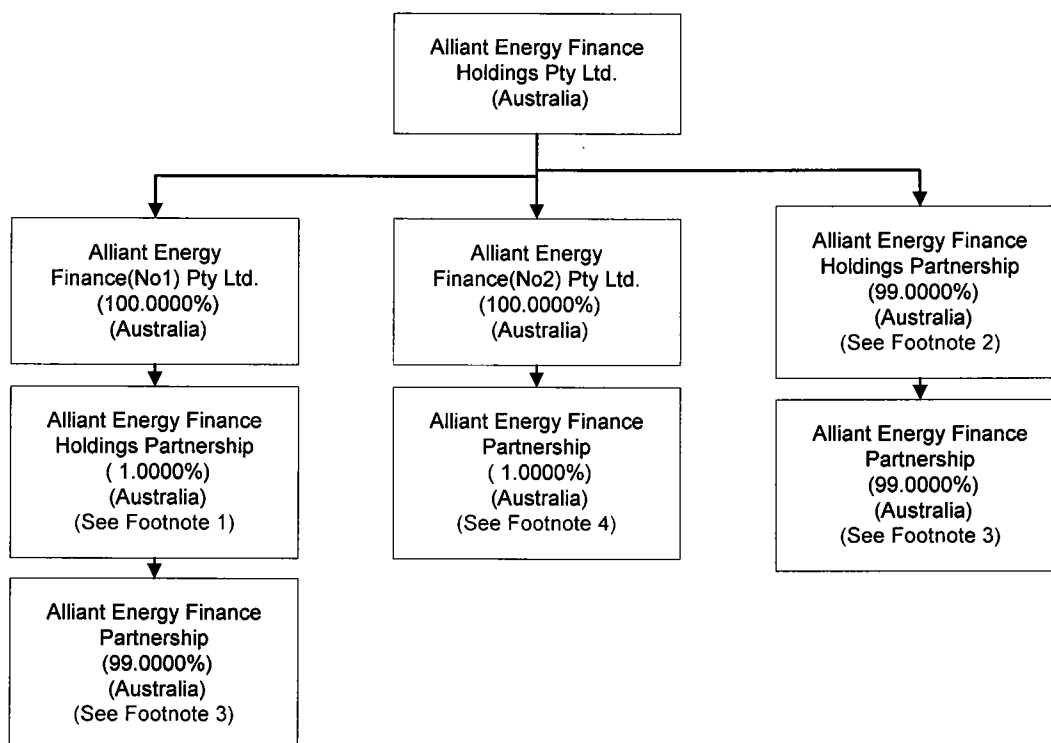 Alliant Energy Finance
Holdings Pty Ltd.
(Australia)
Alliant Energy
Finance(No1) Pty Ltd.
(100.0000%)
(Australia)
Alliant Energy
Finance(No2) Pty Ltd.
(100.0000%)
(Australia)
Alliant Energy Finance
Holdings Partnership
(99.0000%)
(Australia)
(See Footnote 2)
Alliant Energy Finance
Holdings Partnership
( 1.0000%)
(Australia)
(See Footnote 1)
Alliant Energy Finance
Partnership
( 1.0000%)
(Australia)
(See Footnote 4)
Alliant Energy Finance
Partnership
(99.0000%)
(Australia)
(See Footnote 3)
Alliant Energy Finance
Partnership
(99.0000%)
(Australia)
(See Footnote 3)